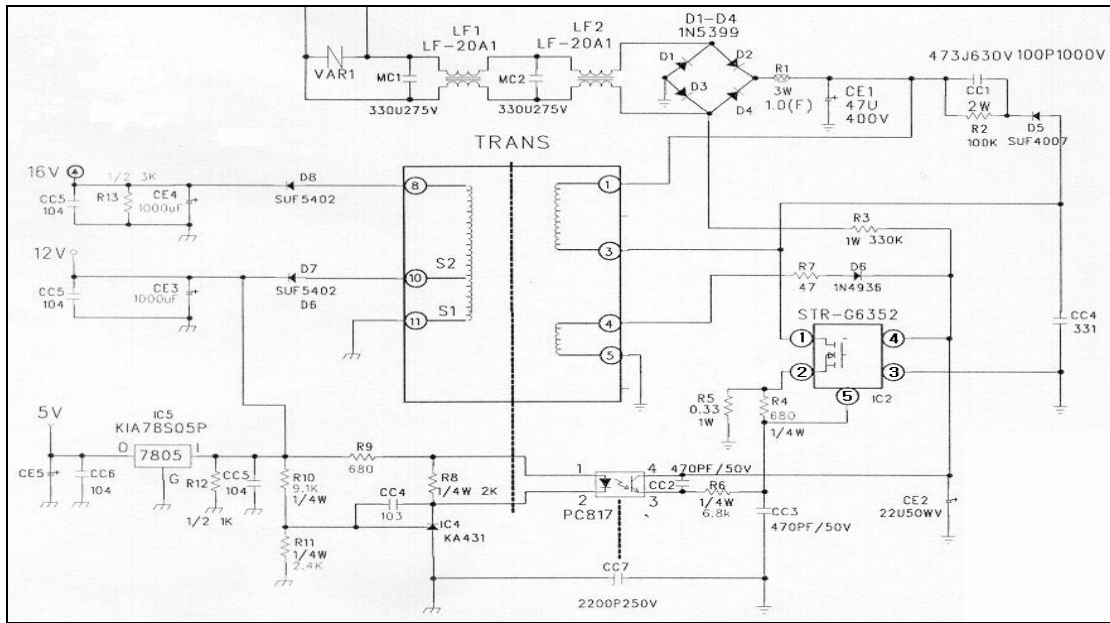 LF1
LF-20A1
LF2
LF-20A1
D1-D4
1N5399
VAR1
MC1
330U275V
MC2
330U275V
D1
D2
D3
D4
R1
3W
1.0(F)
CE1
47U
400V
473J630V 100P1000V
CC1
2W
R2
100K
D5
SUF4007
TRANS
16V
1/2 3K
CC5
104
R13
CE4
1000uF
D8
SUF5402
8
1
3
R3
1W 330K
12V
CC5
104
CE3
1000uF
D7
SUF5402
D6
10
S2
S1
11
4
5
R7
47
D6
1N4936
STR-G6352
1
4
2
3
5
IC2
CC4
331
R5
0.33
1W
R4
680
1/4W
5V
IC5
KIA78S05P
O
7805
I
G
CE5
CC6
104
R12
CC5
104
1/2 1K
R10
9.1K
1/4W
R9
680
R8
1/4W 2K
CC4
103
IC4
KA431
R11
1/4W
2.4K
1
2
4
3
PC817
470PF/50V
CC2
R6
1/4W
6.8k
CC3
470PF/50V
CE2
22U50WV
CC7
2200P250V